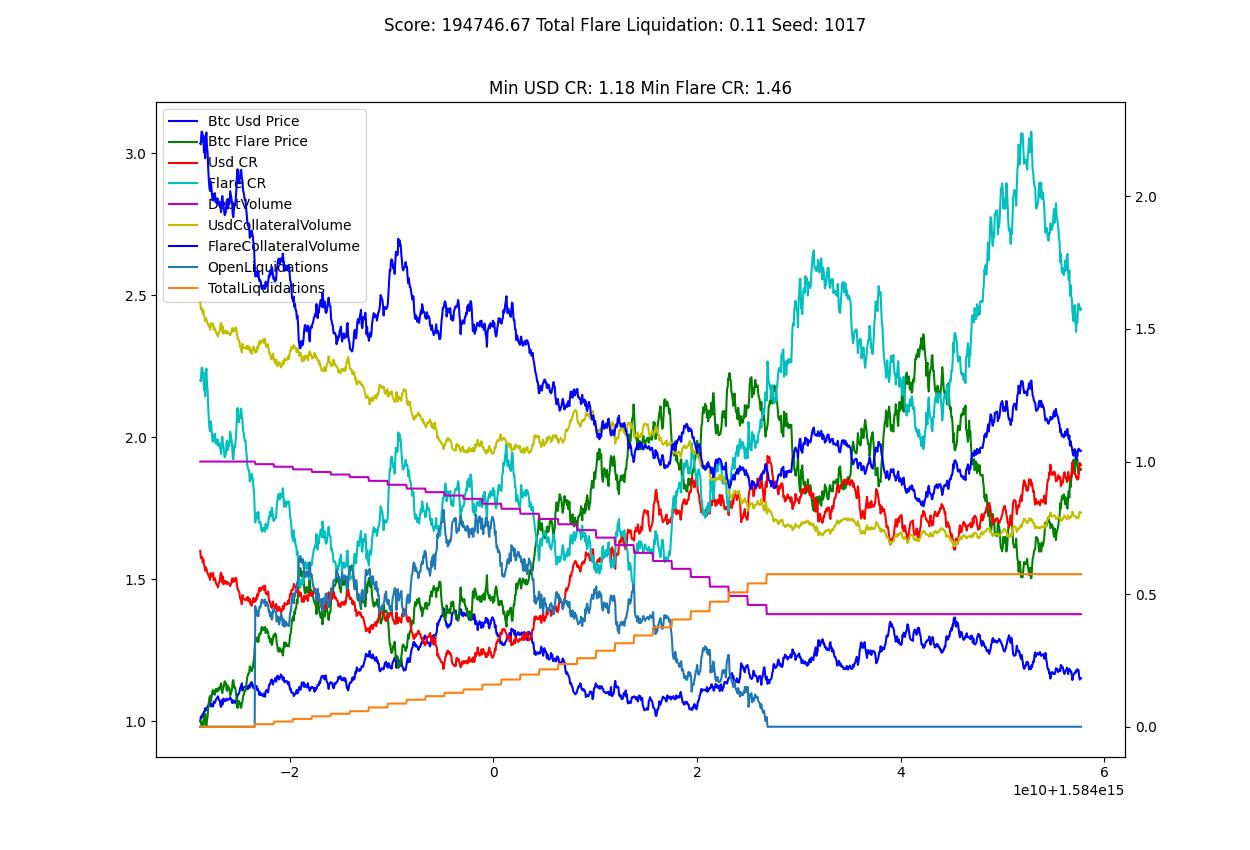 Score: 194746.67 Total Flare Liquidation: 0.11 Seed: 1017
Min USD CR: 1.18 Min Flare CR: 1.46
Btc Usd Price
Btc Flare Price
Usd CR
Flare CR
DebtVolume
UsdCollateralVolume
FlareCollateralVolume
OpenLiquidations
TotalLiquidations
3.0
2.5
2.0
1.5
1.0
2.0
1.5
1.0
0.5
0.0
−2
0
2
4
6
1e10+1.584e15